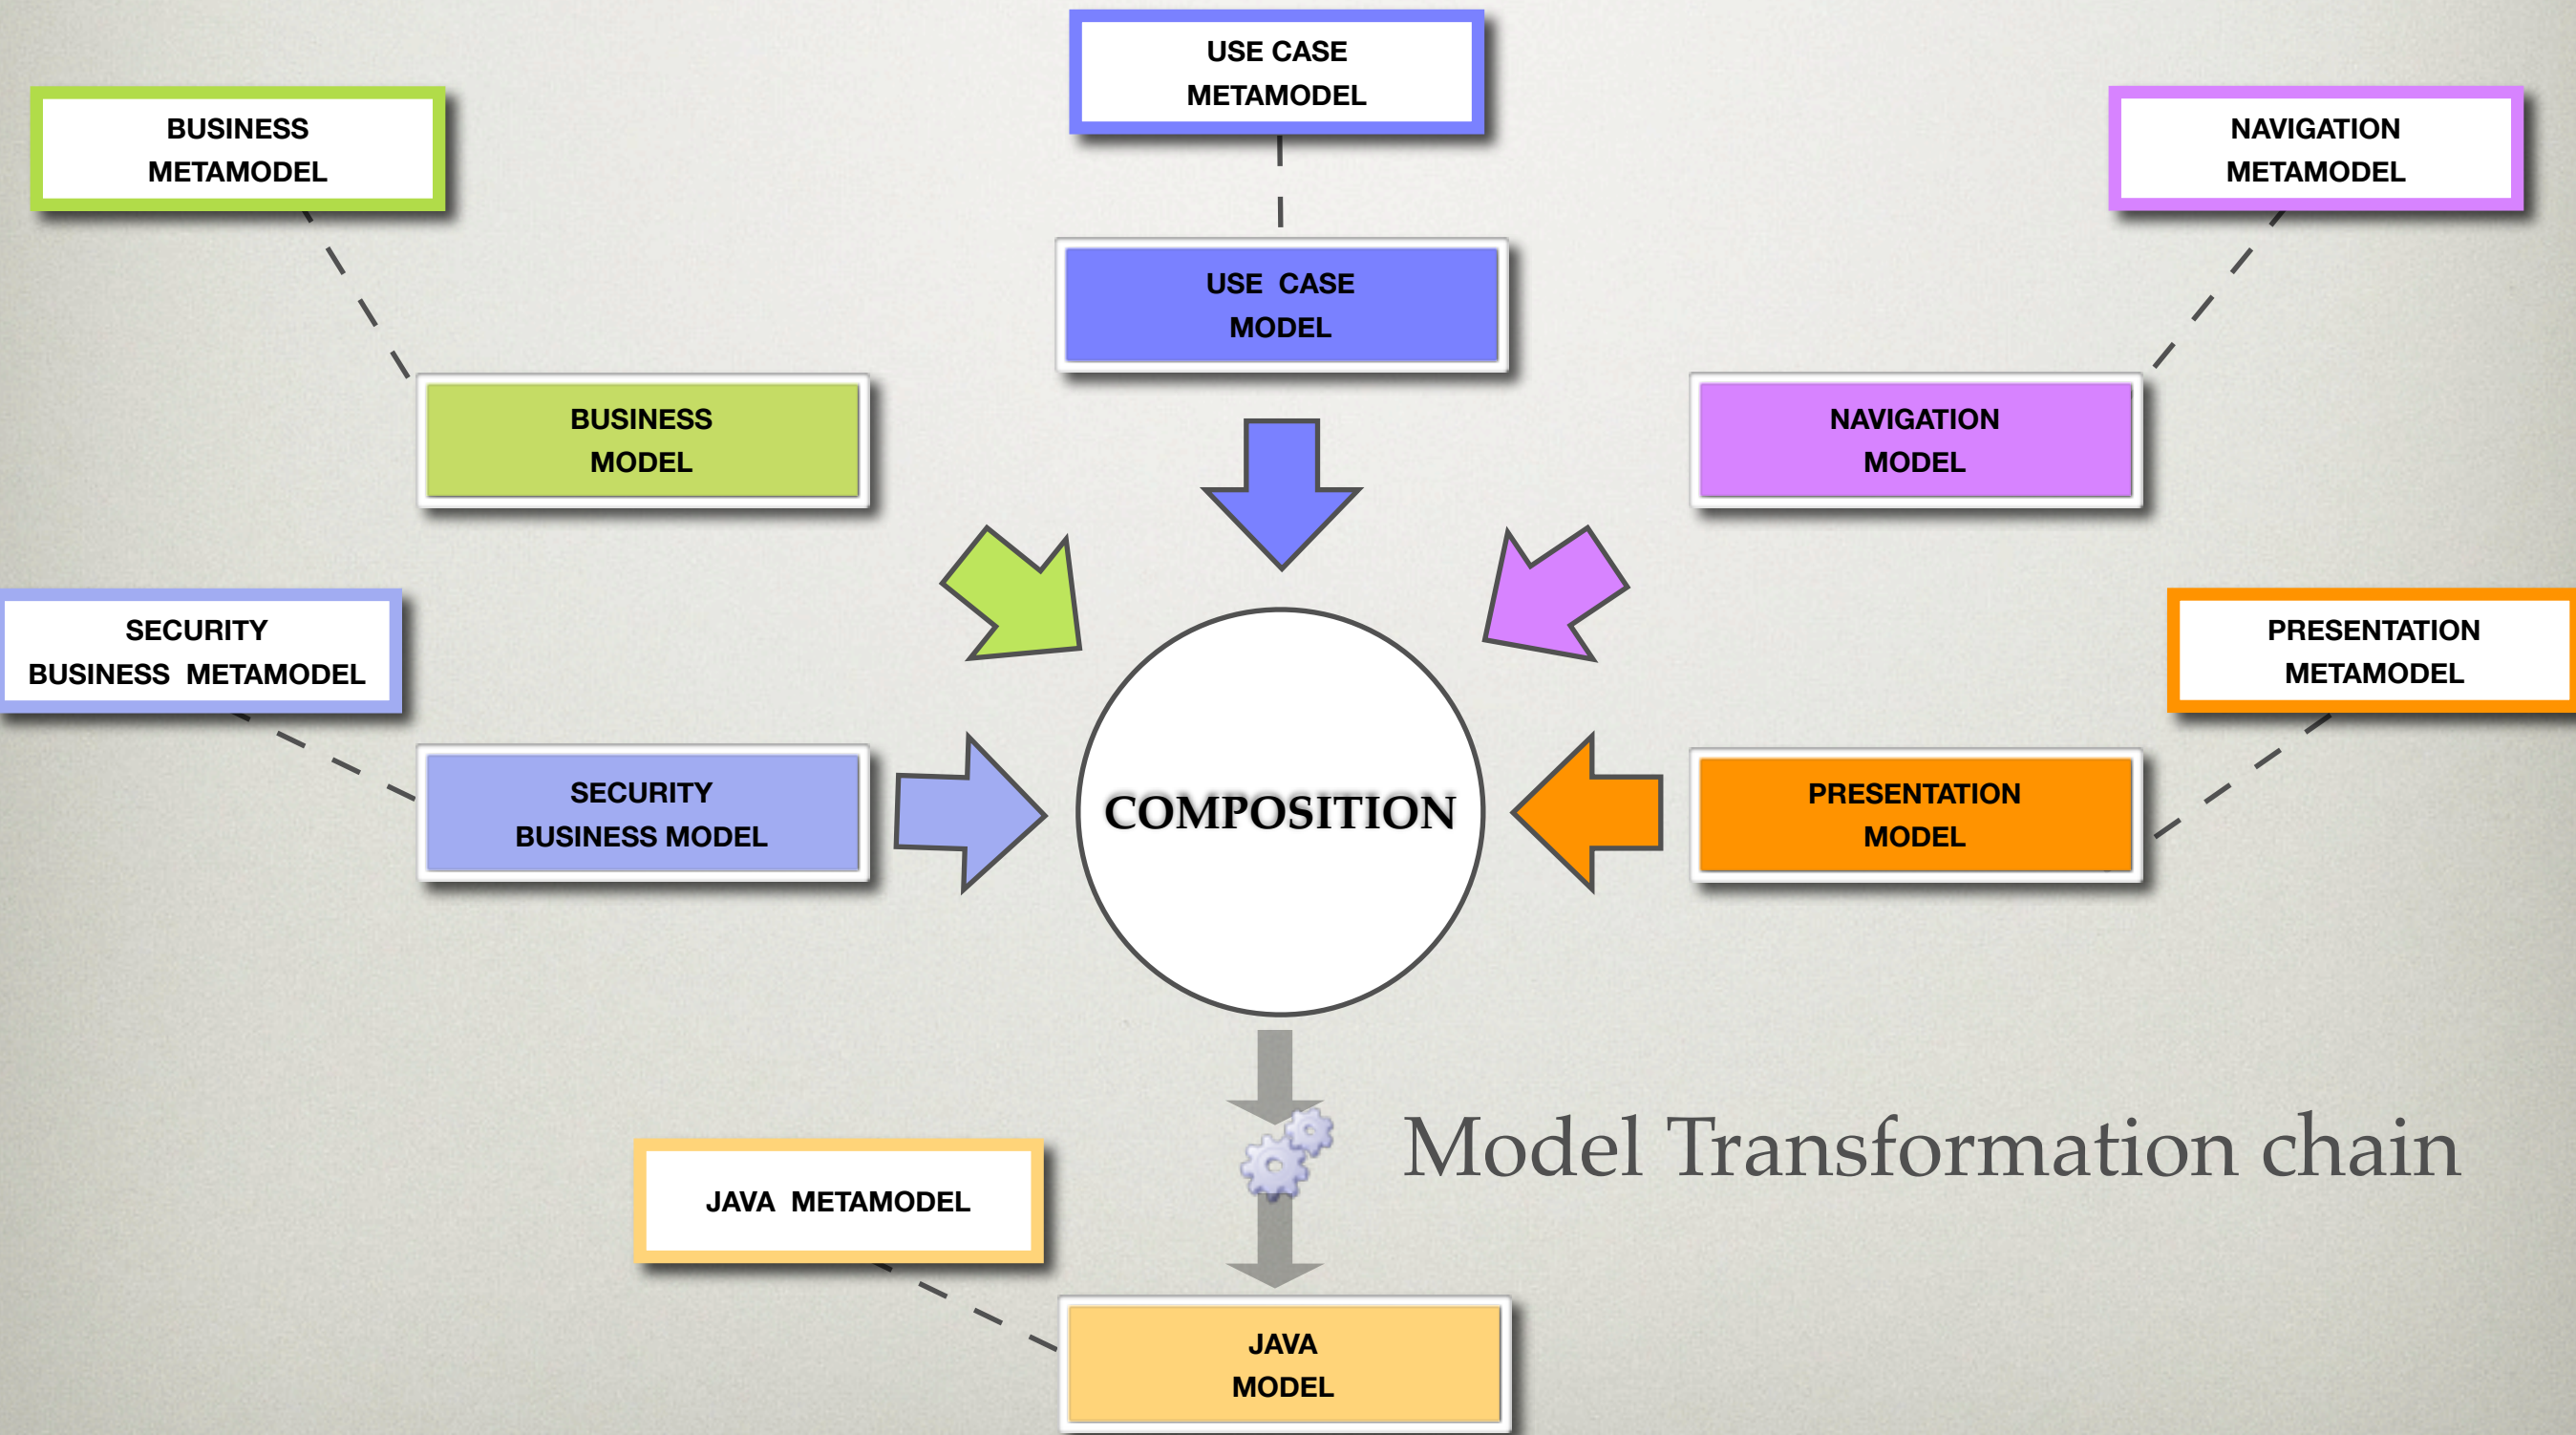 USE CASE
METAMODEL
BUSINESS
METAMODEL
NAVIGATION
METAMODEL
USE CASE
MODEL
BUSINESS
MODEL
NAVIGATION
MODEL
SECURITY
BUSINESS METAMODEL
PRESENTATION
METAMODEL
SECURITY
BUSINESS MODEL
COMPOSITION
PRESENTATION
MODEL
Model Transformation chain
JAVA METAMODEL
JAVA
MODEL